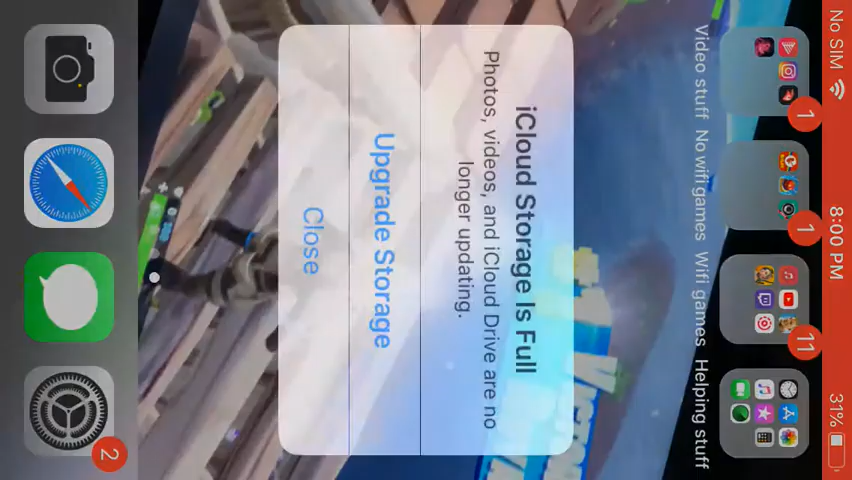 No SIM 8:00 PM 31%
1
1
11
Video stuff No wifi games Wifi games Helping stuff
iCloud Storage Is Full
Photos, videos, and iCloud Drive are no
longer updating.
Upgrade Storage
Close
2